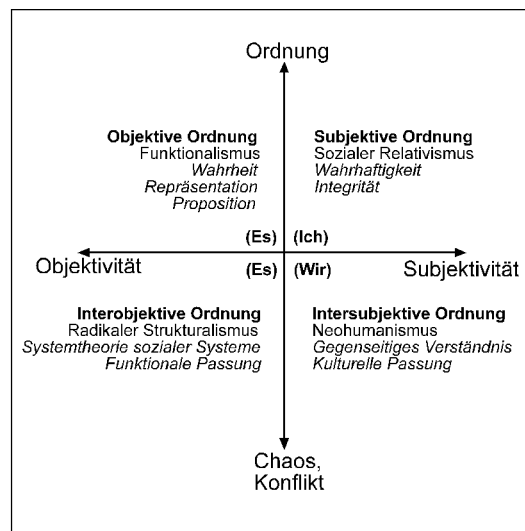 Ordnung
Objektive Ordnung
Funktionalismus
Wahrheit
Repräsentation
Proposition
Subjektive Ordnung
Sozialer Relativismus
Wahrhaftigkeit
Integrität
(Es)
(Ich)
Objektivität
(Es)
(Wir)
Subjektivität
Interobjektive Ordnung
Radikaler Strukturalismus
Systemtheorie sozialer Systeme
Funktionale Passung
Intersubjektive Ordnung
Neohumanismus
Gegenseitiges Verständnis
Kulturelle Passung
Chaos,
Konflikt